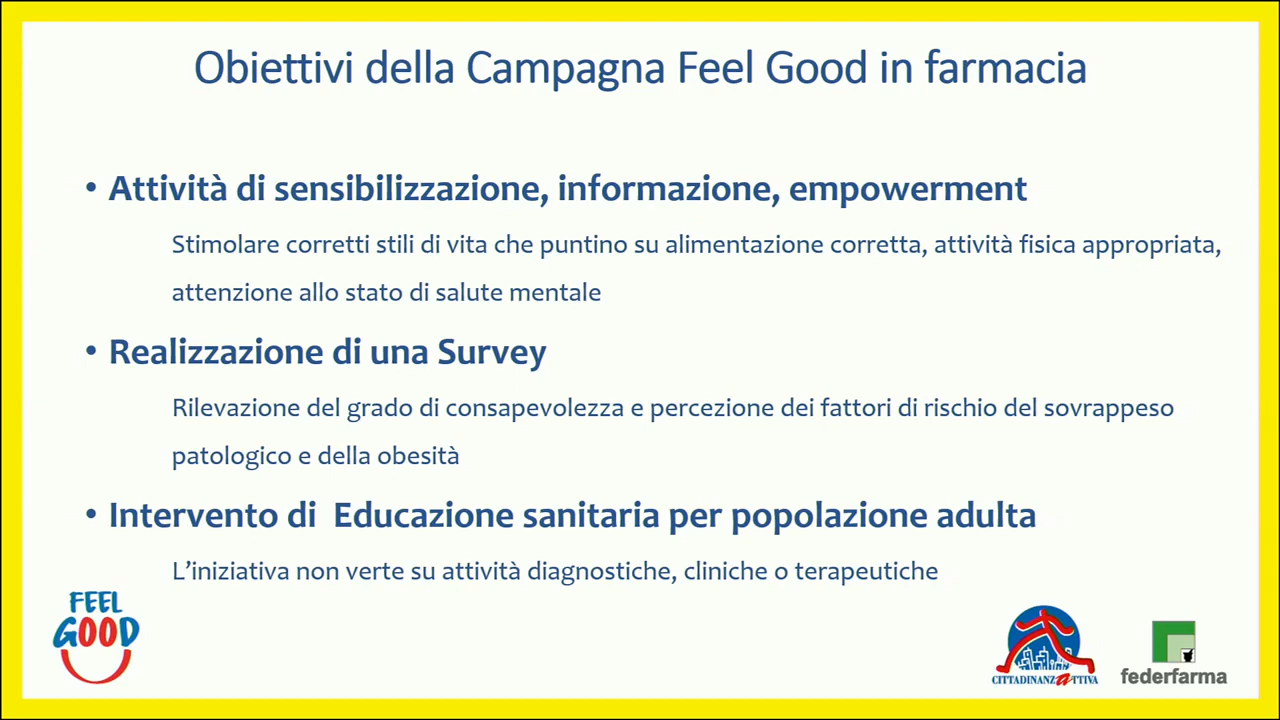 Obiettivi della Campagna Feel Good in farmacia
• Attività di sensibilizzazione, informazione, empowerment
Stimolare corretti stili di vita che puntino su alimentazione corretta, attività fisica appropriata,
attenzione allo stato di salute mentale
• Realizzazione di una Survey
Rilevazione del grado di consapevolezza e percezione dei fattori di rischio del sovrappeso
patologico e della obesità
• Intervento di  Educazione sanitaria per popolazione adulta
L’iniziativa non verte su attività diagnostiche, cliniche o terapeutiche
FEEL
GOOD
CITTADINANZATTIVA
federfarma